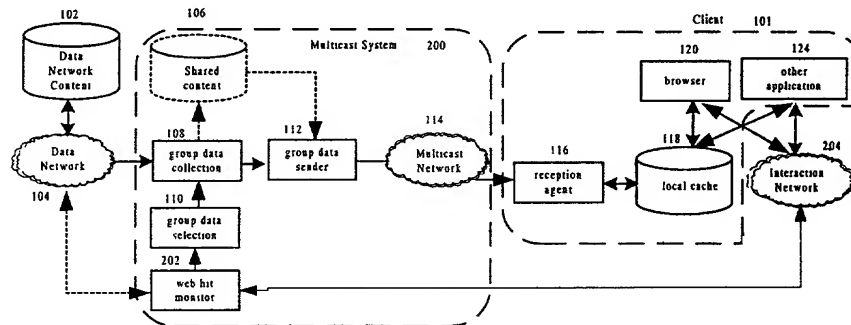 102
Data
Network
Content
106
Shared
content
Multicast System 200
Client 101
120
browser
124
other
application
Data
Network
104
108
group data
collection
112
group data
sender
114
Multicast
Network
116
reception
agent
118
local cache
204
Interaction
Network
110
group data
selection
202
web hit
monitor